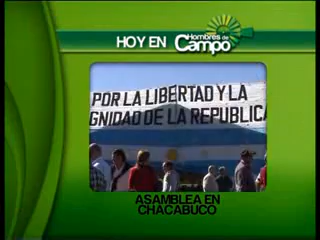 HOY EN
Hombres de
Campo
POR LA LIBERTAD Y LA
GNIDAD DE LA REPUBLICA
ASAMBLEA EN
CHACABUCO